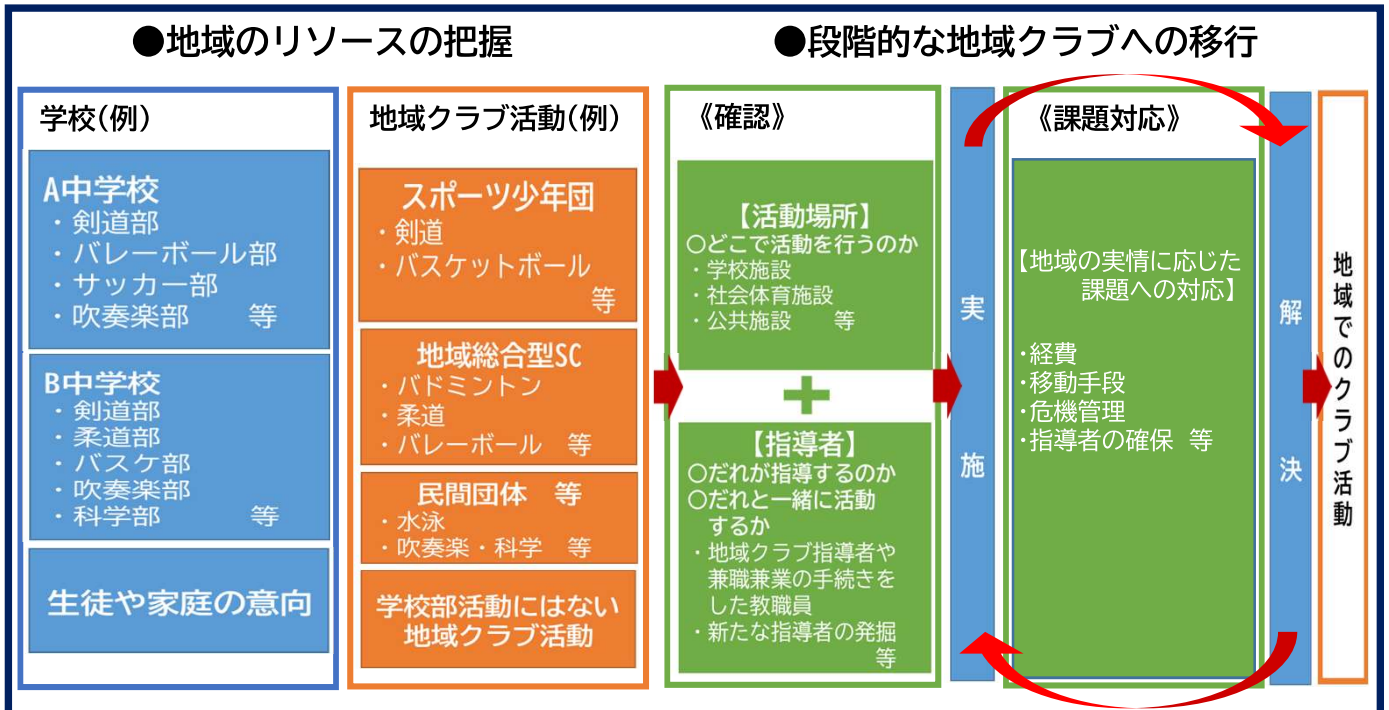 ●地域のリソースの把握
●段階的な地域クラブへの移行
学校(例)
A中学校
・剣道部
・バレーボール部
・サッカー部
・吹奏楽部　等
B中学校
・剣道部
・柔道部
・バスケ部
・吹奏楽部
・科学部　等
生徒や家庭の意向
地域クラブ活動(例)
スポーツ少年団
・剣道
・バスケットボール
等
地域総合型SC
・バドミントン
・柔道
・バレーボール　等
民間団体　等
・水泳
・吹奏楽・科学　等
学校部活動にはない
地域クラブ活動
《確認》
【活動場所】
〇どこで活動を行うのか
・学校施設
・社会体育施設
・公共施設　等
【指導者】
〇だれが指導するのか
〇だれと一緒に活動
するか
・地域クラブ指導者や
兼職兼業の手続きを
した教職員
・新たな指導者の発掘
等
実施
《課題対応》
【地域の実情に応じた
課題への対応】
・経費
・移動手段
・危機管理
・指導者の確保　等
解決
地域でのクラブ活動